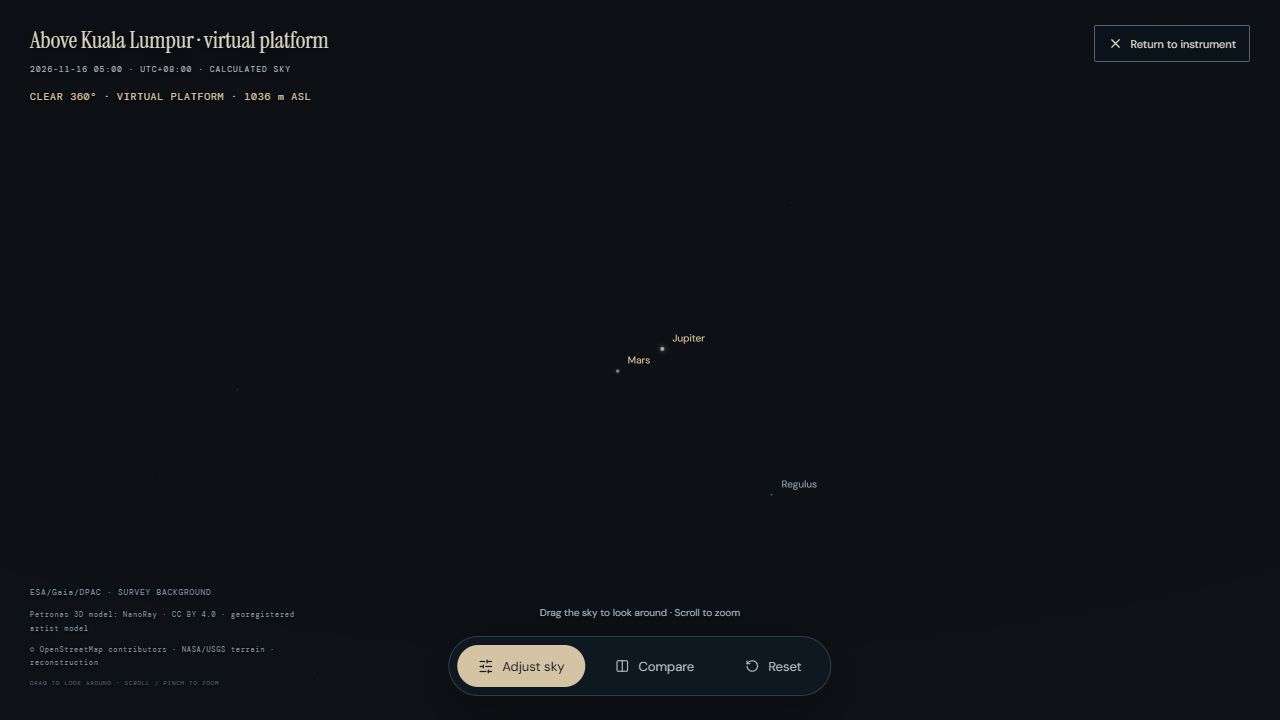 Above Kuala Lumpur · virtual platform
2026-11-16 05:00 · UTC+08:00 · CALCULATED SKY
CLEAR 360° · VIRTUAL PLATFORM · 1036 m ASL
Return to instrument
Jupiter
Mars
Regulus
ESA/Gaia/DPAC · SURVEY BACKGROUND
Petronas 3D model: NanoRay · CC BY 4.0 · georegistered
artist model
© OpenStreetMap contributors · NASA/USGS terrain ·
reconstruction
DRAG TO LOOK AROUND · SCROLL / PINCH TO ZOOM
Drag the sky to look around · Scroll to zoom
Adjust sky
Compare
Reset